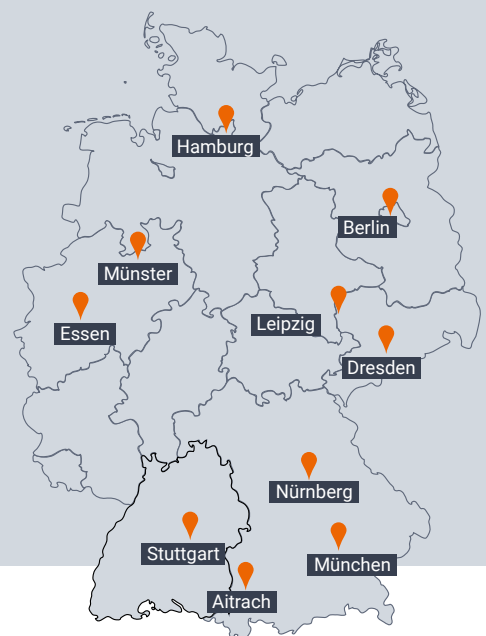 Hamburg
Berlin
Münster
Leipzig
Essen
Dresden
Nürnberg
Stuttgart
München
Aitrach